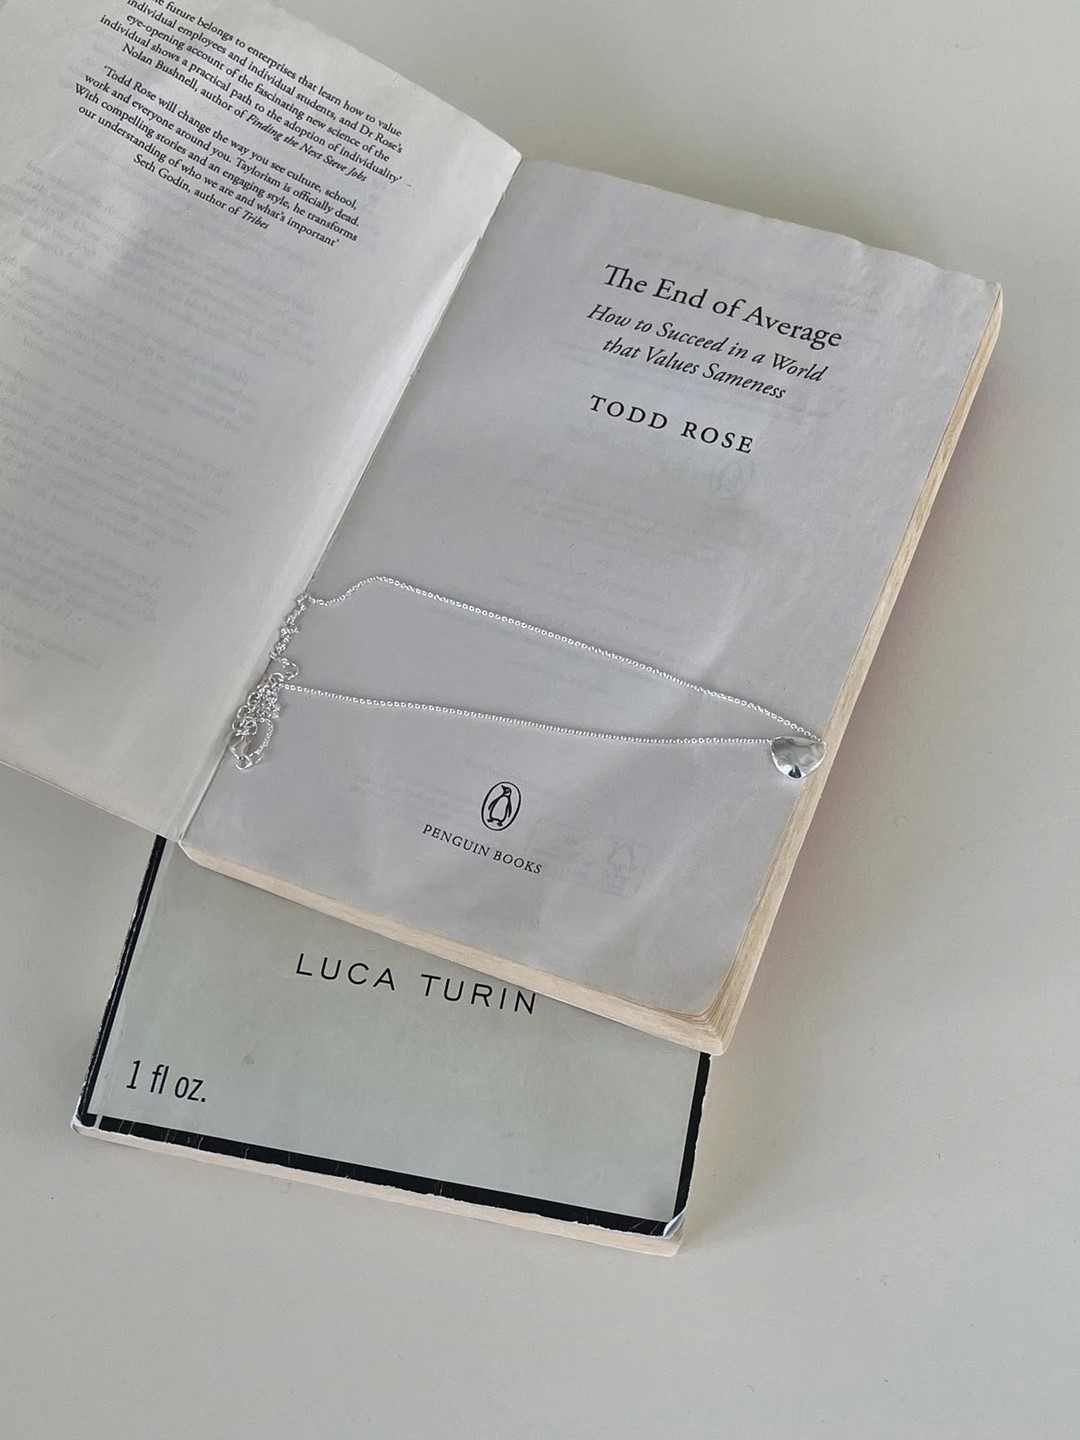 e future belongs to enterprises that learn how to value
individual employees and individual students, and Dr Rose's
eye-opening account of the fascinating new science of the
individual shows a practical path to the adoption of individuality'
Nolan Bushnell, author of Finding the Next Steve Jobs
'Todd Rose will change the way you see culture, school,
work and everyone around you. Taylorism is officially dead.
With compelling stories and an engaging style, he transforms
our understanding of who we are and what's important'
Seth Godin, author of Tribes
The End of Average
How to Succeed in a World
that Values Sameness
TODD ROSE
PENGUIN BOOKS
LUCA TURIN
1 fl oz.